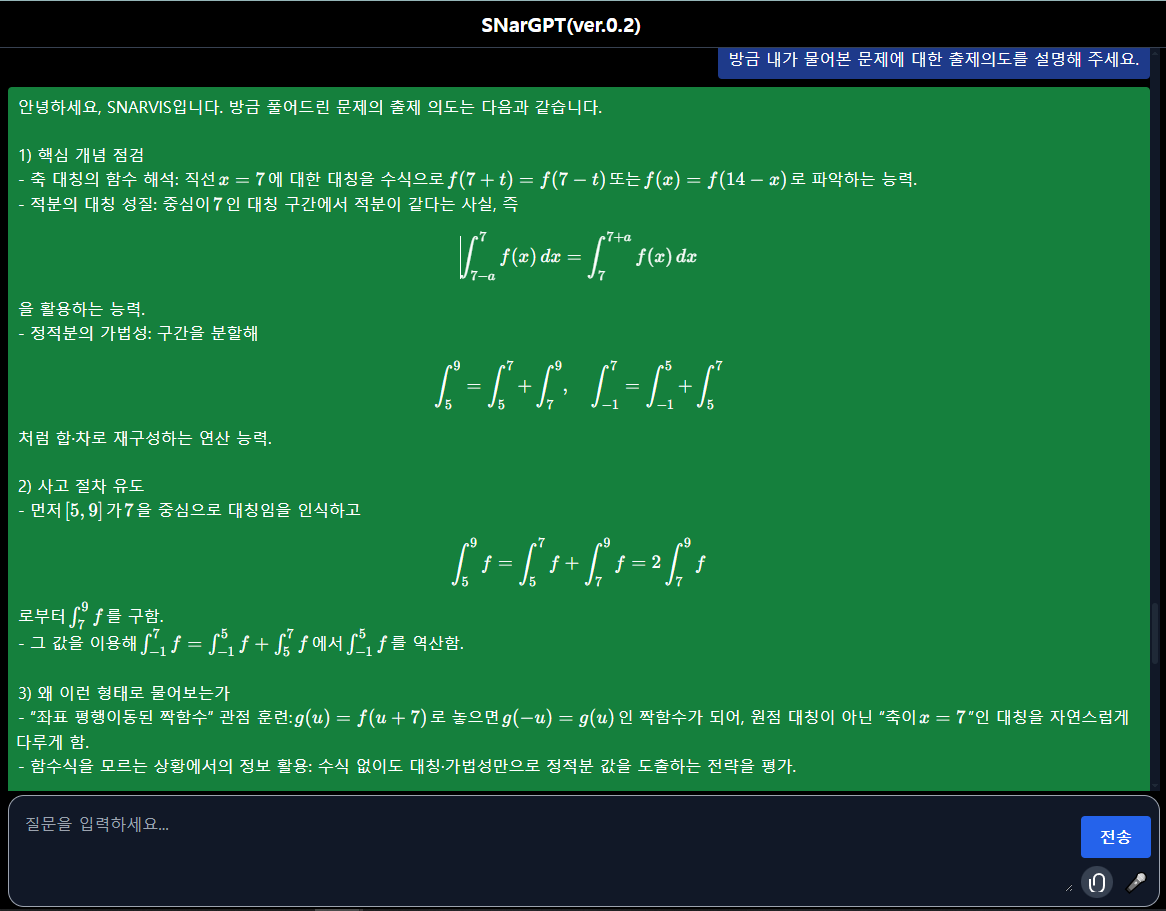 SNarGPT(ver.0.2)
방금 내가 물어본 문제에 대한 출제의도를 설명해 주세요.
안녕하세요, SNARVIS입니다. 방금 풀어드린 문제의 출제 의도는 다음과 같습니다.
1) 핵심 개념 점검
- 축 대칭의 함수 해석: 직선 x = 7에 대한 대칭을 수식으로 f(7 + t) = f(7 − t) 또는 f(x) = f(14 − x)로 파악하는 능력.
- 적분의 대칭 성질: 중심이 7인 대칭 구간에서 적분이 같다는 사실, 즉
∫_{7−a}^{7} f(x) dx = ∫_{7}^{7+a} f(x) dx
을 활용하는 능력.
- 정적분의 가법성: 구간을 분할해
∫_{5}^{9} = ∫_{5}^{7} + ∫_{7}^{9}, ∫_{−1}^{7} = ∫_{−1}^{5} + ∫_{5}^{7}
처럼 합·차로 재구성하는 연산 능력.
2) 사고 절차 유도
- 먼저 [5, 9]가 7을 중심으로 대칭임을 인식하고
∫_{5}^{9} f = ∫_{5}^{7} f + ∫_{7}^{9} f = 2 ∫_{7}^{9} f
로부터 ∫_{7}^{9} f를 구함.
- 그 값을 이용해 ∫_{−1}^{7} f = ∫_{−1}^{5} f + ∫_{5}^{7} f에서 ∫_{−1}^{5} f를 역산함.
3) 왜 이런 형태로 물어보는가
- “좌표 평행이동된 짝함수” 관점 훈련: g(u) = f(u + 7)로 놓으면 g(−u) = g(u)인 짝함수가 되어, 원점 대칭이 아닌 “축이 x = 7”인 대칭을 자연스럽게
다루게 함.
- 함수식을 모르는 상황에서의 정보 활용: 수식 없이도 대칭·가법성만으로 정적분 값을 도출하는 전략을 평가.
질문을 입력하세요...
전송